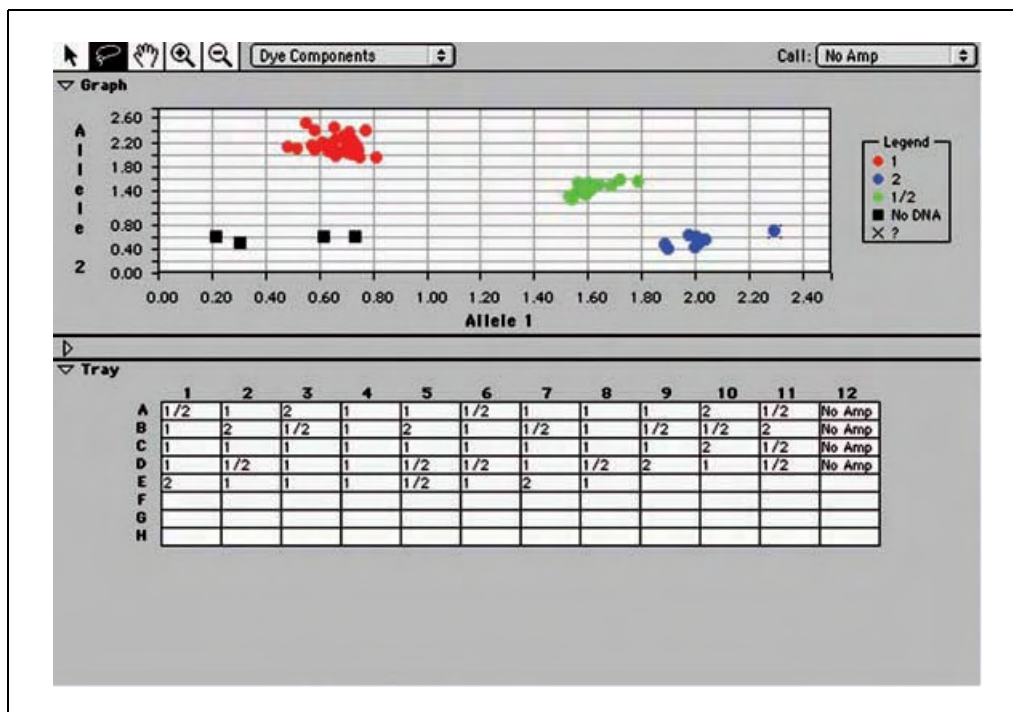 Dye Components Call: No Amp
Graph
Allele 2
2.60
2.20
1.80
1.40
0.80
0.40
0.00
0.00 0.20 0.40 0.60 0.80 1.00 1.20 1.40 1.60 1.80 2.00 2.20 2.40
Allele 1
Legend
1
2
1/2
No DNA
?
Tray
1 2 3 4 5 6 7 8 9 10 11 12
A 1/2 1 2 1 1 1/2 1 1 1 2 1/2 No Amp
B 1 2 1/2 1 2 1 1/2 1 1/2 1/2 2 No Amp
C 1 1 1 1 1 1 1 1 1 2 1/2 No Amp
D 1 1/2 1 1 1/2 1/2 1 1/2 2 1 1/2 No Amp
E 2 1 1 1 1/2 1 2 1
F
G
H